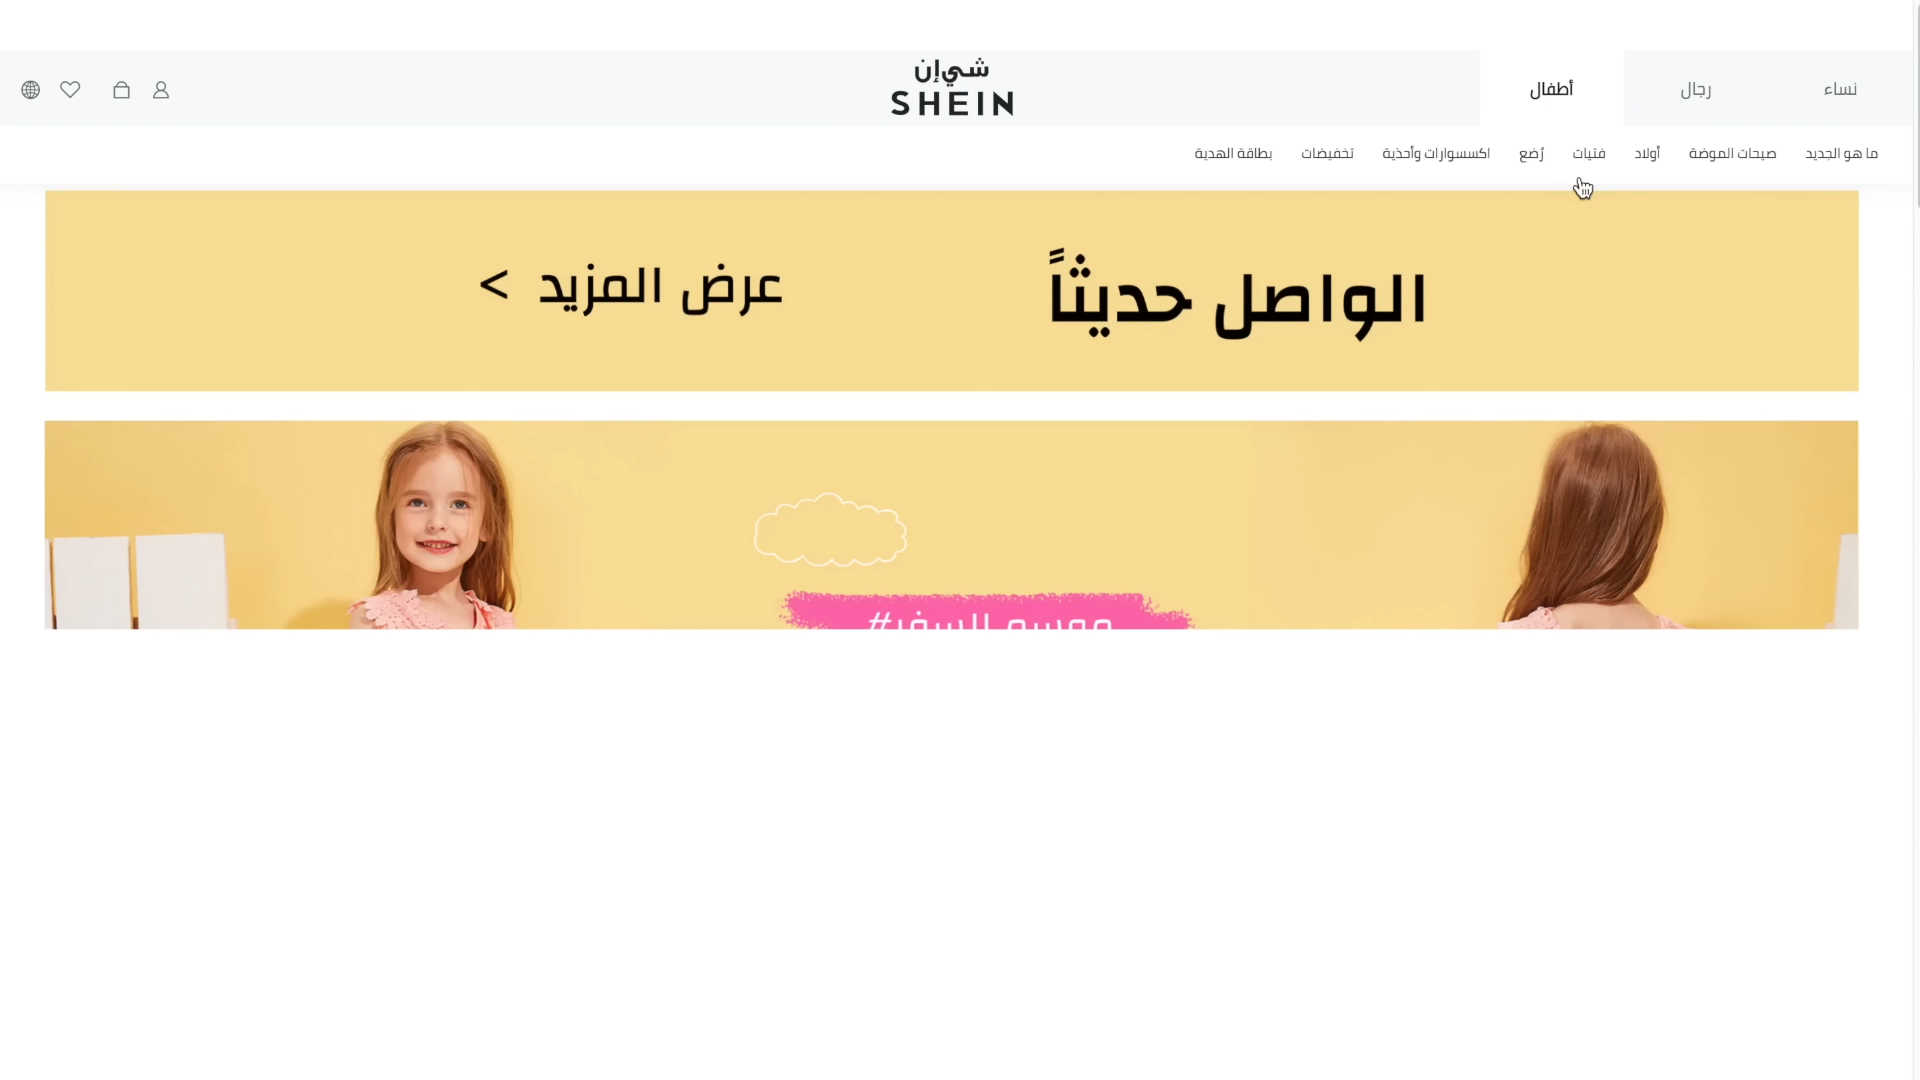 نساء
رجال
أطفال
شي‌إن
SHEIN
ما هو الجديد
صيحات الموضة
أولاد
فتيات
رُضع
اكسسوارات وأحذية
تخفيضات
بطاقة الهدية
الواصل حديثاً
عرض المزيد >
#موسم السفر